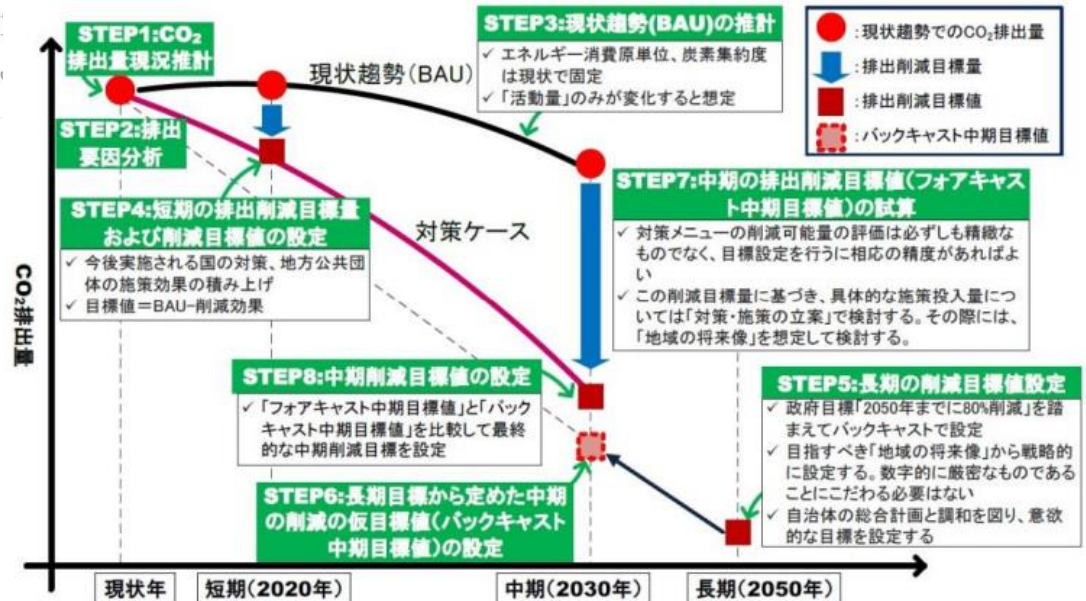 STEP1:CO₂
排出量現況推計
STEP3:現状趨勢(BAU)の推計
✓ エネルギー消費原単位、炭素集約度
は現状で固定
✓ 「活動量」のみが変化すると想定
:現状趨勢でのCO₂排出量
:排出削減目標量
:排出削減目標値
:バックキャスト中期目標値
現状趨勢(BAU)
STEP2:排出
要因分析
STEP4:短期の排出削減目標量
および削減目標値の設定
✓ 今後実施される国の対策、地方公共団
体の施策効果の積み上げ
✓ 目標値=BAU-削減効果
対策ケース
STEP7:中期の排出削減目標値(フォアキャス
ト中期目標値)の試算
✓ 対策メニューの削減可能量の評価は必ずしも精緻な
ものでなく、目標設定を行うに相応の精度があればよ
い
✓ この削減目標量に基づき、具体的な施策投入量につ
いては「対策・施策の立案」で検討する。その際には、
「地域の将来像」を想定して検討する。
CO₂排出量
STEP8:中期削減目標値の設定
✓ 「フォアキャスト中期目標値」と「バック
キャスト中期目標値」を比較して最終
的な中期削減目標を設定
STEP5:長期の削減目標値設定
✓ 政府目標「2050年までに80%削減」を踏
まえてバックキャストで設定
✓ 目指すべき「地域の将来像」から戦略的
に設定する。数字的に厳密なものである
ことにこだわる必要はない
✓ 自治体の総合計画と調和を図り、意欲
的な目標を設定する
STEP6:長期目標から定めた中期
の削減の仮目標値(バックキャスト
中期目標値)の設定
現状年
短期(2020年)
中期(2030年)
長期(2050年)